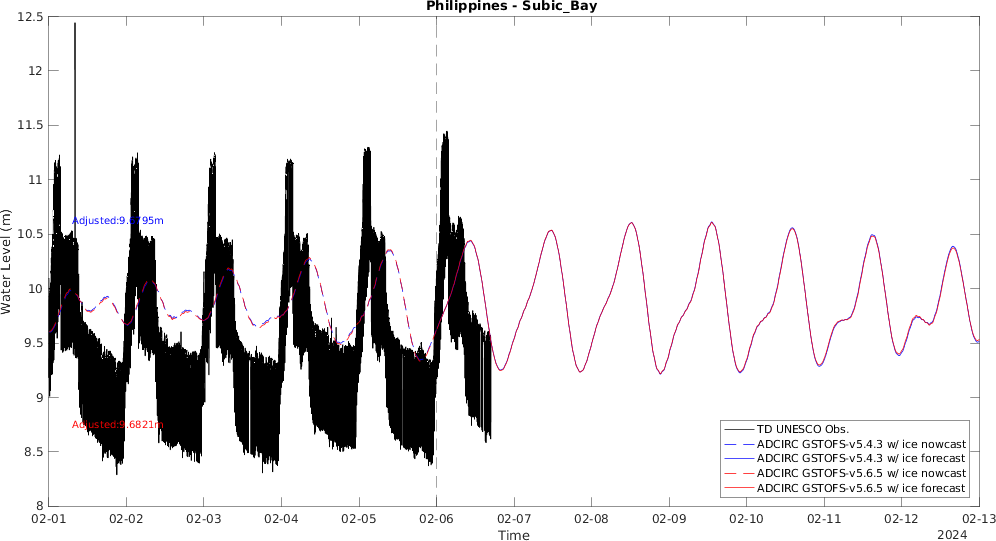 Philippines - Subic_Bay
12.5
12
11.5
11
10.5
10
9.5
9
8.5
8
Water Level (m)
Adjusted:9.6795m
Adjusted:9.6821m
TD UNESCO Obs.
ADCIRC GSTOFS-v5.4.3 w/ ice nowcast
ADCIRC GSTOFS-v5.4.3 w/ ice forecast
ADCIRC GSTOFS-v5.6.5 w/ ice nowcast
ADCIRC GSTOFS-v5.6.5 w/ ice forecast
02-01 02-02 02-03 02-04 02-05 02-06 02-07 02-08 02-09 02-10 02-11 02-12 02-13
Time
2024